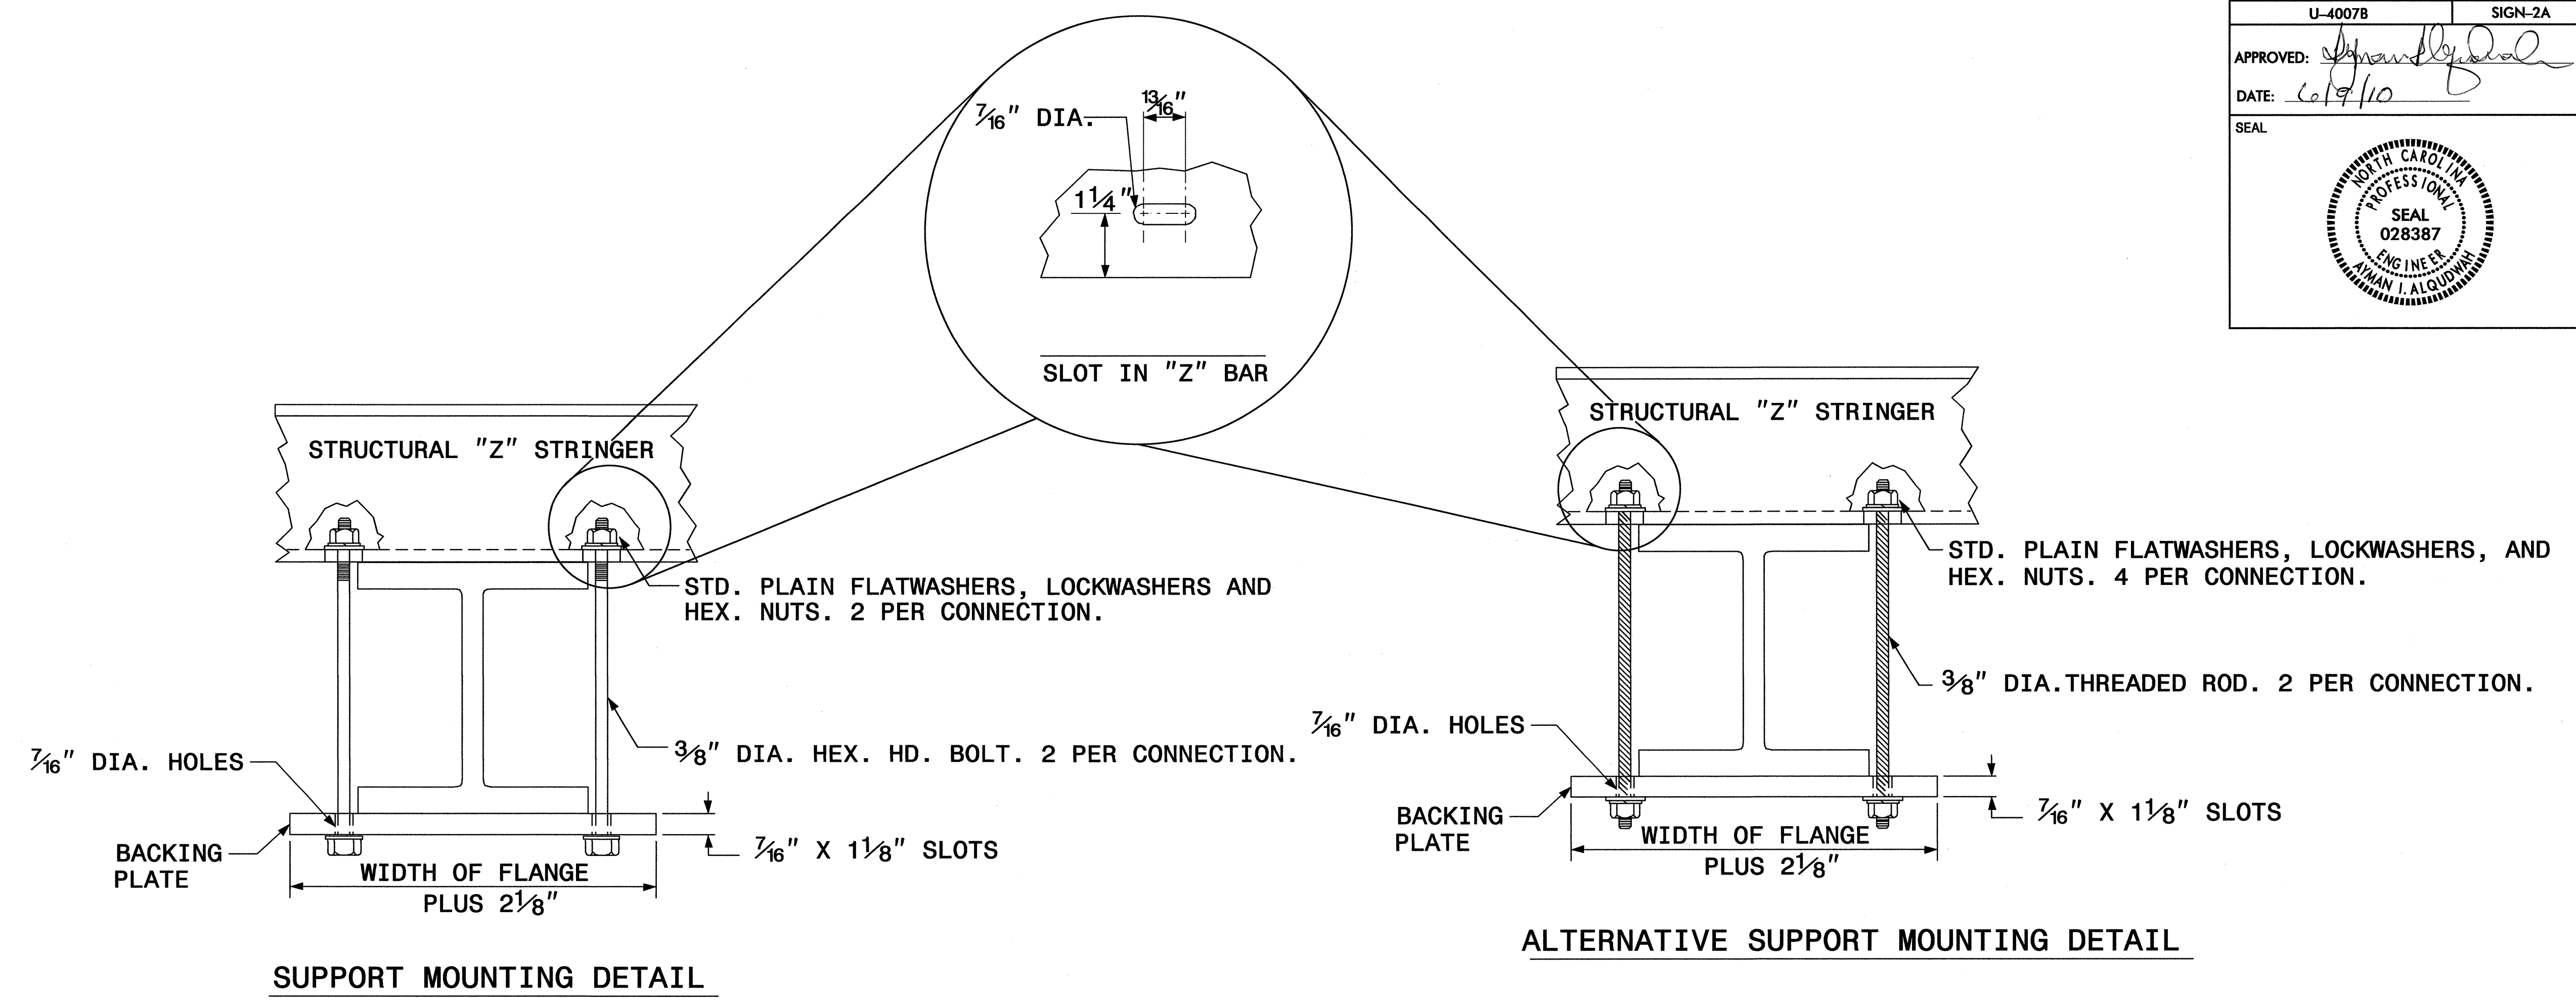 U-4007B SIGN-2A
APPROVED:
DATE: 6/9/10
SEAL
NORTH CAROLINA
PROFESSIONAL
SEAL
028387
ENGINEER
AYMAN I. ALQUDWAH
13/16"
7/16" DIA.
1 1/4"
SLOT IN "Z" BAR
STRUCTURAL "Z" STRINGER
STD. PLAIN FLATWASHERS, LOCKWASHERS AND
HEX. NUTS. 2 PER CONNECTION.
3/8" DIA. HEX. HD. BOLT. 2 PER CONNECTION.
7/16" DIA. HOLES
BACKING
PLATE
7/16" X 1 1/8" SLOTS
WIDTH OF FLANGE
PLUS 2 1/8"
SUPPORT MOUNTING DETAIL
STRUCTURAL "Z" STRINGER
STD. PLAIN FLATWASHERS, LOCKWASHERS, AND
HEX. NUTS. 4 PER CONNECTION.
3/8" DIA.THREADED ROD. 2 PER CONNECTION.
7/16" DIA. HOLES
BACKING
PLATE
7/16" X 1 1/8" SLOTS
WIDTH OF FLANGE
PLUS 2 1/8"
ALTERNATIVE SUPPORT MOUNTING DETAIL